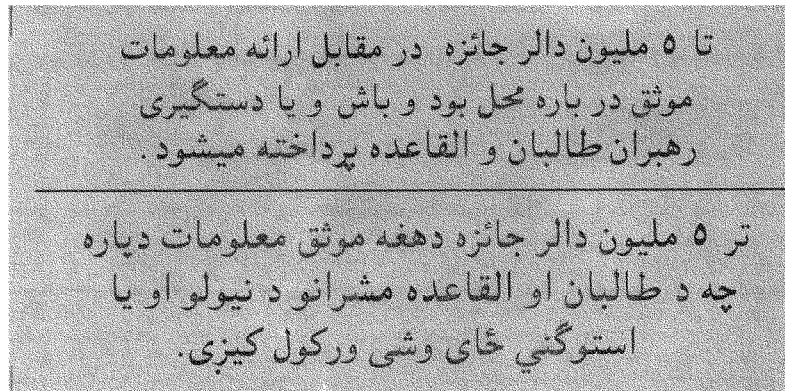 تا ۵ ملیون دالر جائزه در مقابل ارائه معلومات
موثق در باره محل بود و باش و یا دستگیری
رهبران طالبان و القاعده پرداخته میشود.
تر ۵ ملیون دالر جائزه دهغه موثق معلومات دپاره
چه د طالبان او القاعده مشرانو د نیولو او یا
استوګني ځای وشی ورکول کیږی.